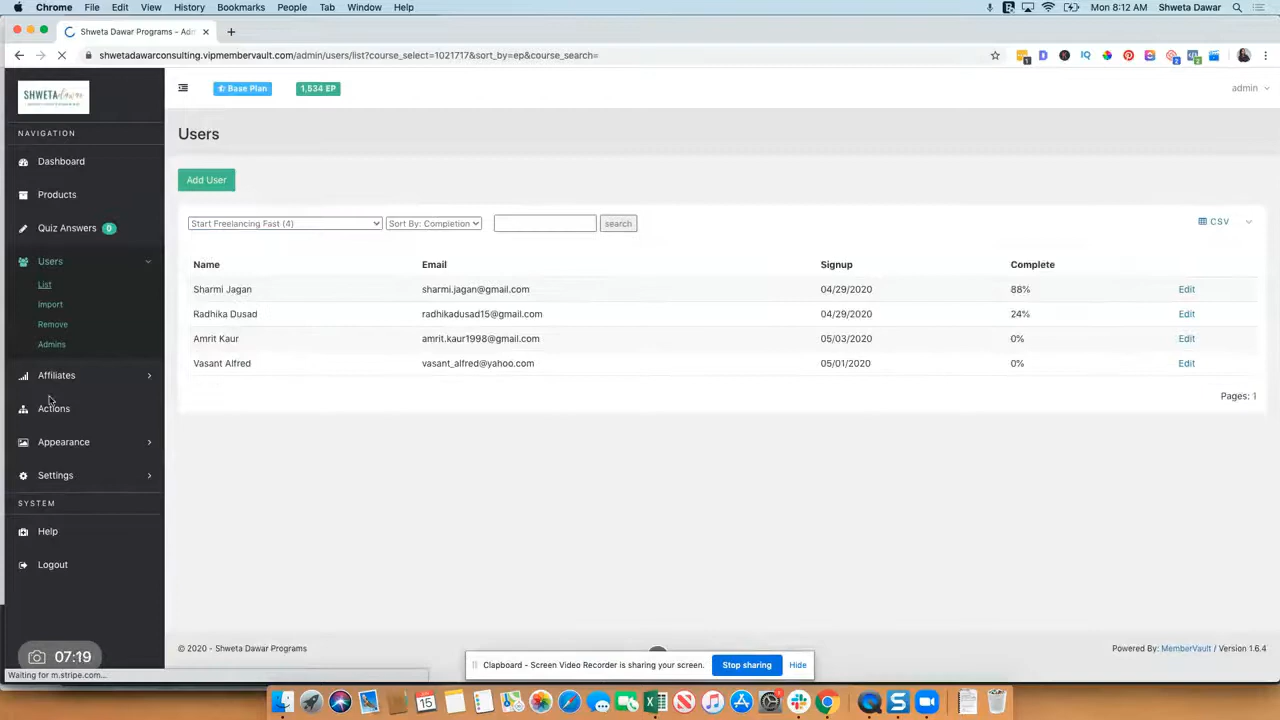 Chrome File Edit View History Bookmarks People Tab Window Help Mon 8:12 AM Shweta Dawar
Shweta Dawar Programs - Adm
shwetadawarconsulting.vipmembervault.com/admin/users/list?course_select=1021717&sort_by=ep&course_search=
SHWETA dawar
Base Plan 1,534 EP admin
NAVIGATION
Users
Dashboard
Add User
Products
Start Freelancing Fast (4) Sort By: Completion search CSV
Quiz Answers 0
Users
List
Import
Remove
Admins
Name Email Signup Complete
Sharmi Jagan sharmi.jagan@gmail.com 04/29/2020 88% Edit
Radhika Dusad radhikadusad15@gmail.com 04/29/2020 24% Edit
Amrit Kaur amrit.kaur1998@gmail.com 05/03/2020 0% Edit
Vasant Alfred vasant_alfred@yahoo.com 05/01/2020 0% Edit
Pages: 1
Affiliates
Actions
Appearance
Settings
SYSTEM
Help
Logout
07:19
Waiting for m.stripe.com...
© 2020 - Shweta Dawar Programs
Powered By: MemberVault / Version 1.6.4
Clapboard - Screen Video Recorder is sharing your screen. Stop sharing Hide
15